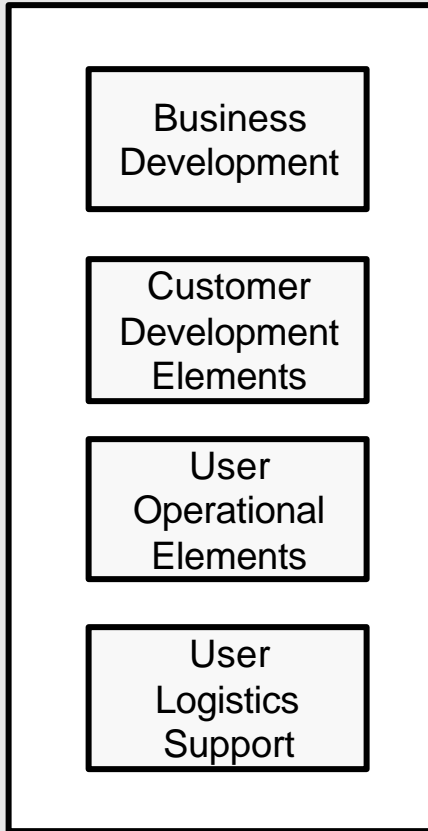 Business
Development
Customer
Development
Elements
User
Operational
Elements
User
Logistics
Support